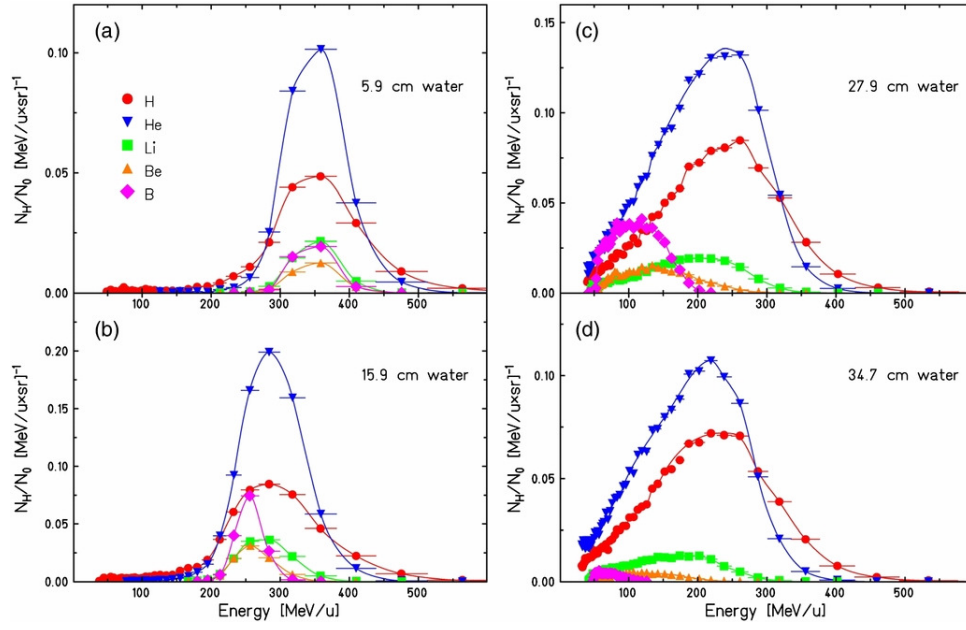 (a)
5.9 cm water
H
He
Li
Be
B
0.10
0.05
0.00
N_H/N_0 [MeV/u×sr]⁻¹
100 200 300 400 500
(c)
27.9 cm water
0.15
0.10
0.05
0.00
N_H/N_0 [MeV/u×sr]⁻¹
100 200 300 400 500
(b)
15.9 cm water
0.20
0.15
0.10
0.05
0.00
N_H/N_0 [MeV/u×sr]⁻¹
100 200 300 400 500
Energy [MeV/u]
(d)
34.7 cm water
0.10
0.05
0.00
N_H/N_0 [MeV/u×sr]⁻¹
100 200 300 400 500
Energy [MeV/u]